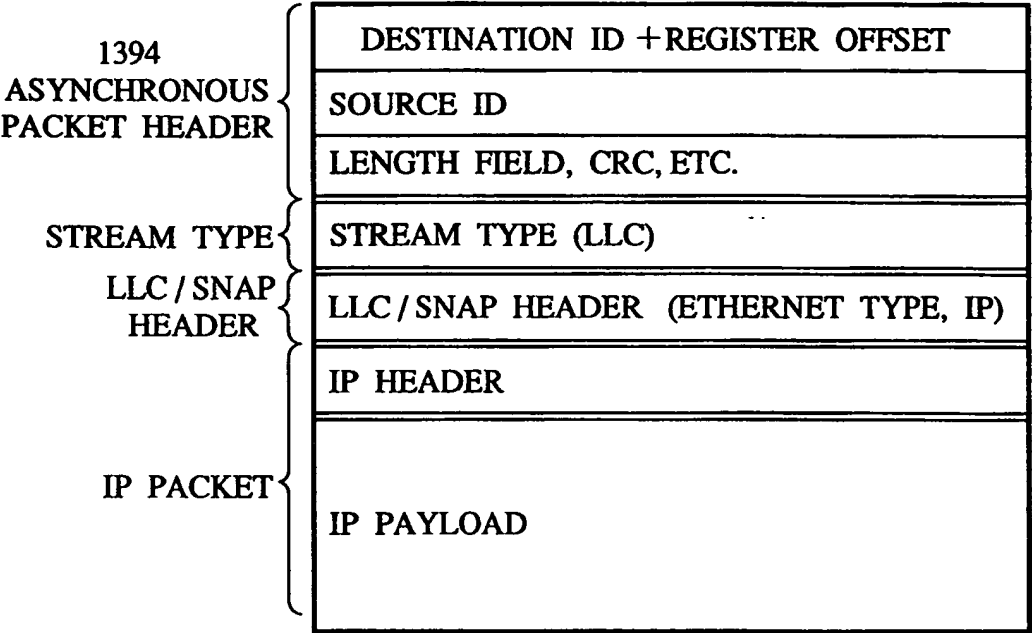 1394
ASYNCHRONOUS
PACKET HEADER
DESTINATION ID +REGISTER OFFSET
SOURCE ID
LENGTH FIELD, CRC, ETC.
STREAM TYPE
STREAM TYPE (LLC)
LLC / SNAP
HEADER
LLC / SNAP HEADER (ETHERNET TYPE, IP)
IP PACKET
IP HEADER
IP PAYLOAD